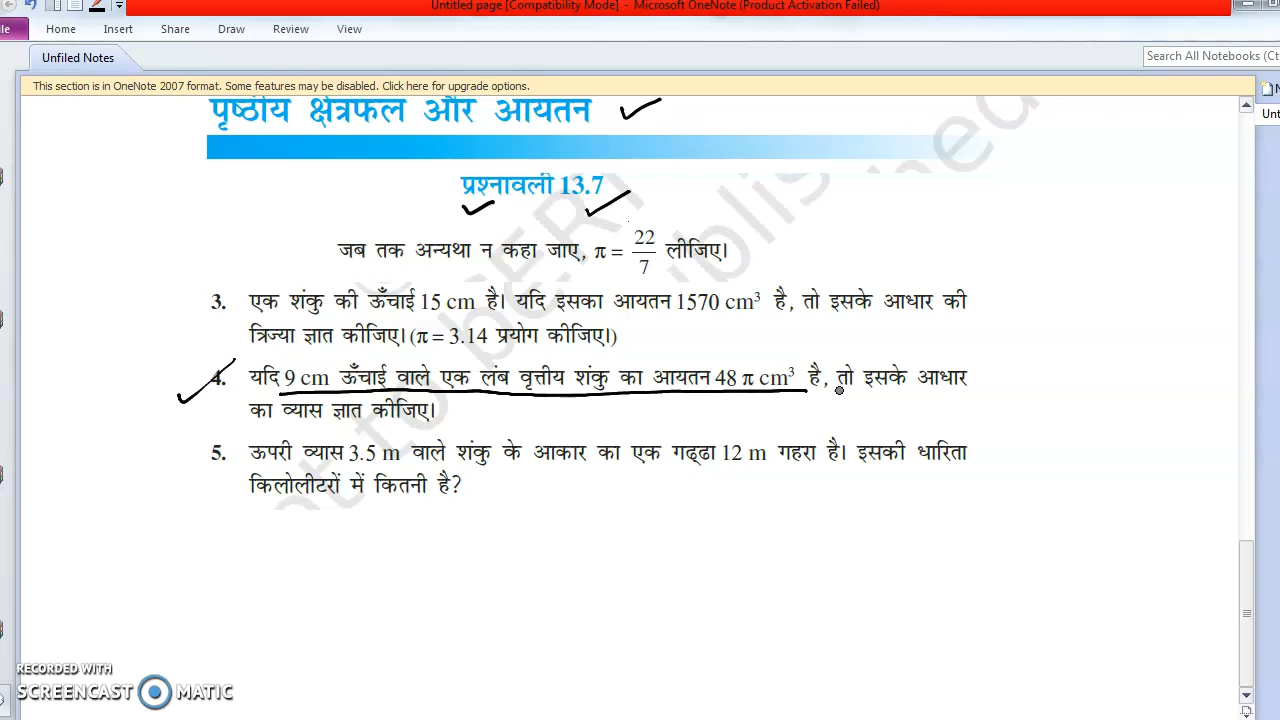 Untitled page [Compatibility Mode] - Microsoft OneNote (Product Activation Failed)
Home Insert Share Draw Review View
Unfiled Notes
Search All Notebooks (Ct
This section is in OneNote 2007 format. Some features may be disabled. Click here for upgrade options.
पृष्ठीय क्षेत्रफल और आयतन
प्रश्नावली 13.7
जब तक अन्यथा न कहा जाए, π = 22/7 लीजिए।
3. एक शंकु की ऊँचाई 15 cm है। यदि इसका आयतन 1570 cm³ है, तो इसके आधार की
त्रिज्या ज्ञात कीजिए। (π = 3.14 प्रयोग कीजिए।)
4. यदि 9 cm ऊँचाई वाले एक लंब वृत्तीय शंकु का आयतन 48 π cm³ है, तो इसके आधार
का व्यास ज्ञात कीजिए।
5. ऊपरी व्यास 3.5 m वाले शंकु के आकार का एक गढ्ढा 12 m गहरा है। इसकी धारिता
किलोलीटरों में कितनी है?
RECORDED WITH
SCREENCAST MATIC